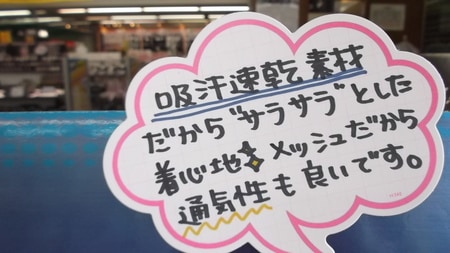 吸汗速乾素材
だから"サラサラ"とした
着心地✨メッシュだから
通気性も良いです。